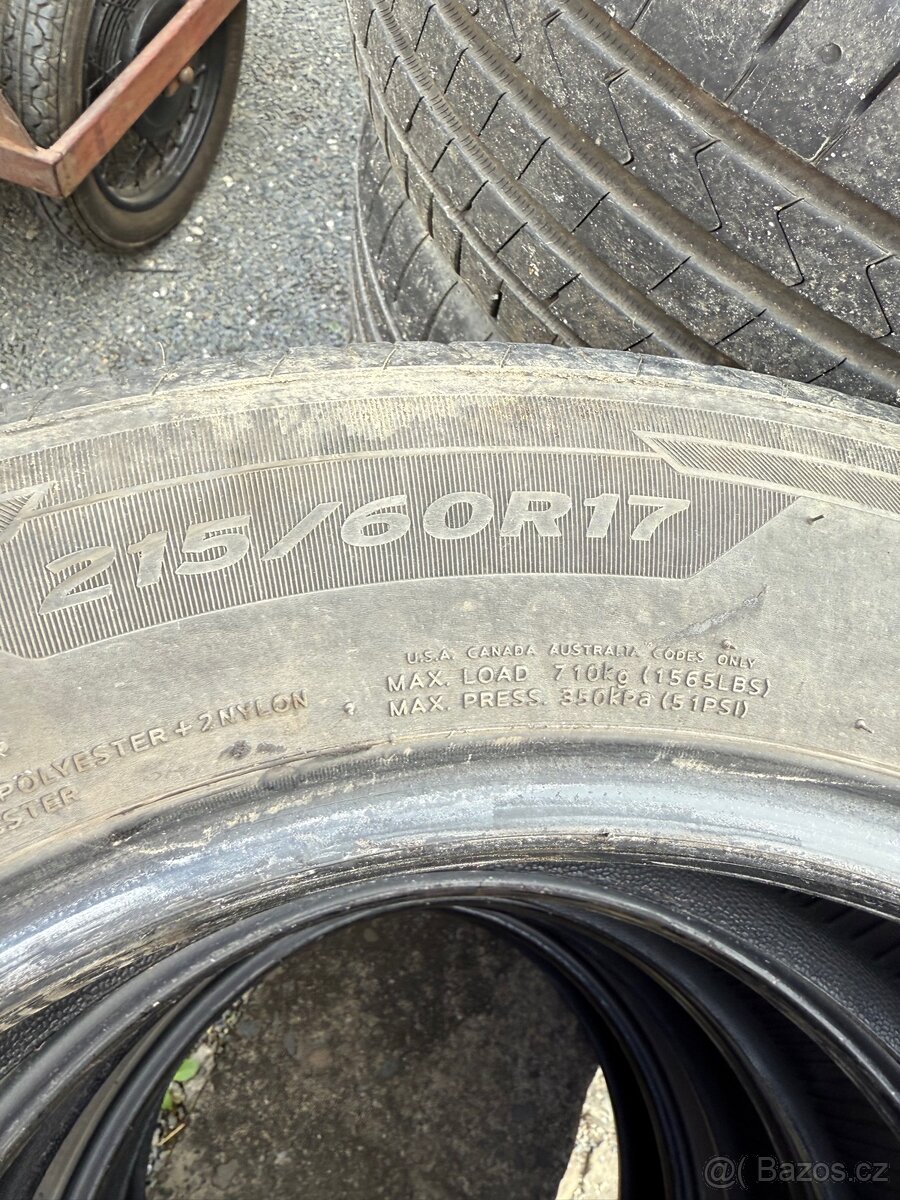 215/60R17
U.S.A. CANADA AUSTRALIA CODES ONLY
MAX. LOAD 710kg (1565LBS)
MAX. PRESS. 350kPa (51PSI)
POLYESTER + 2 NYLON
ESTER
@( Bazos.cz